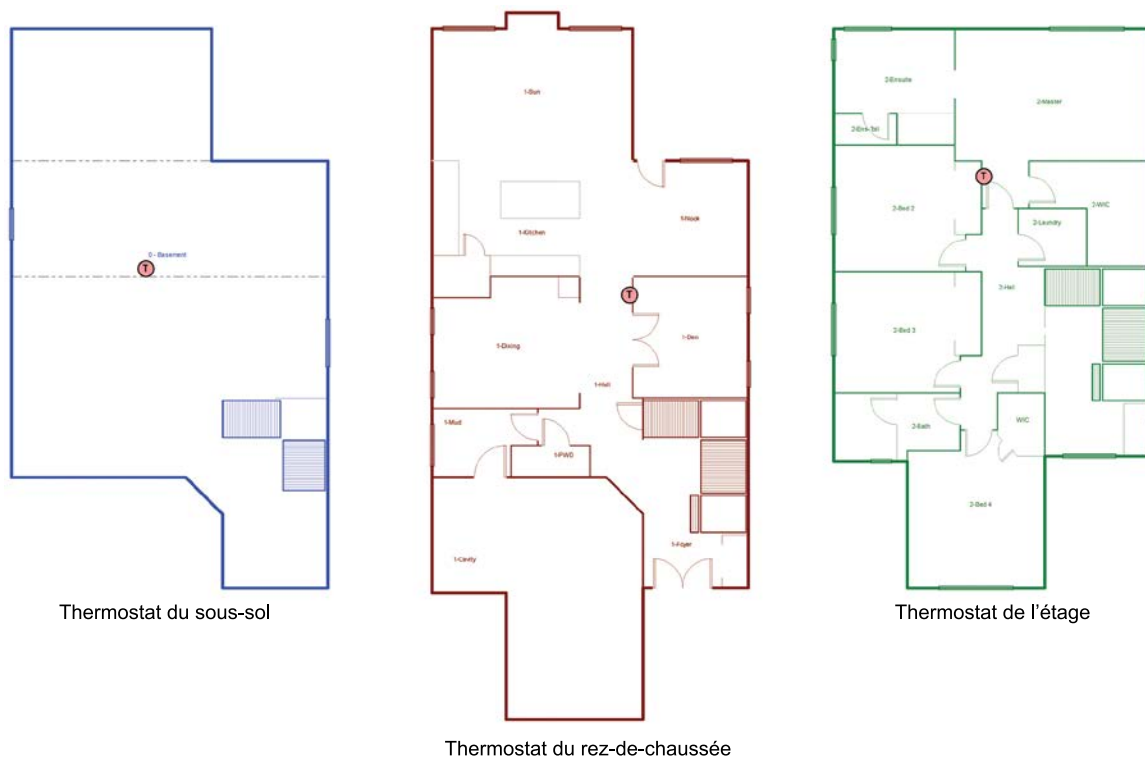 0 - Basement
T
Thermostat du sous-sol
1-Sun
1-Kitchen
1-Nook
T
1-Dining
1-Den
1-Hall
1-Mud
1-PWD
1-Foyer
1-Cavity
Thermostat du rez-de-chaussée
2-Ensuite
2-Master
2-Ens-Toil
T
2-Bed 2
2-WIC
2-Laundry
2-Hall
2-Bed 3
2-Bath
WIC
2-Bed 4
Thermostat de l'étage